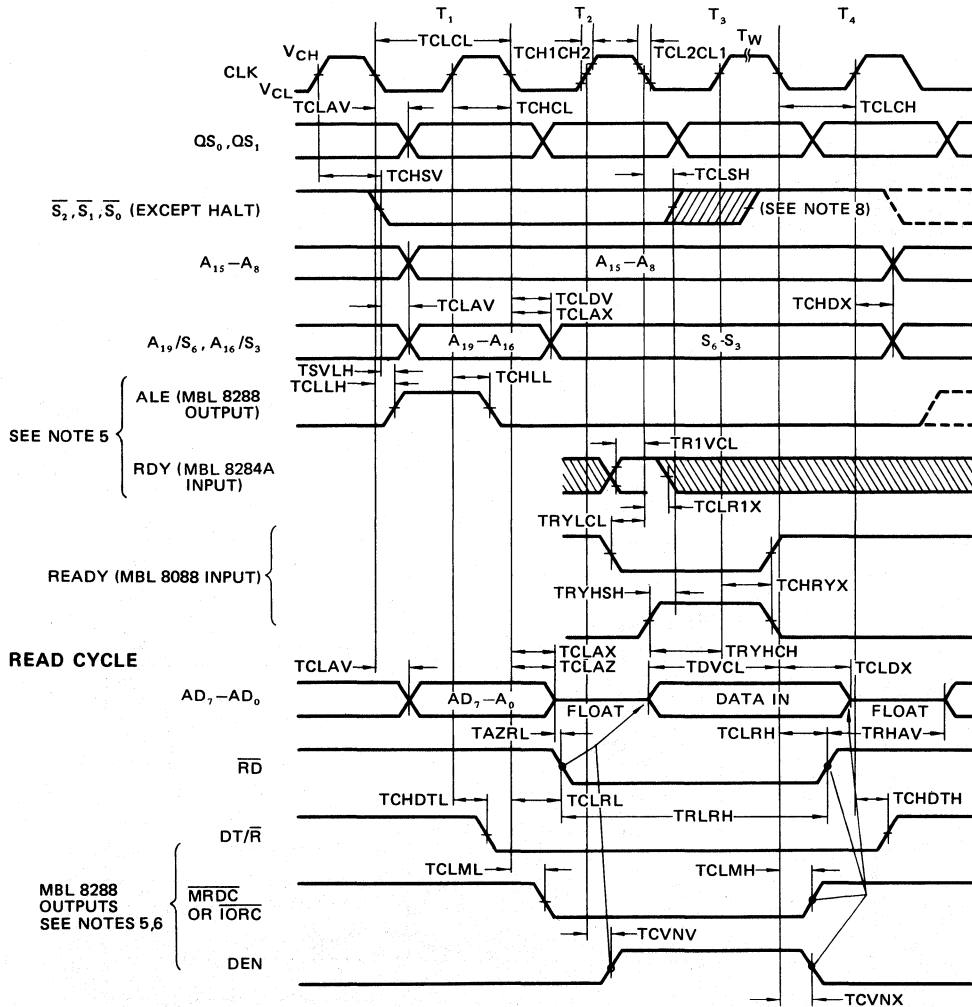 T₁ T₂ T₃ T₄
TCLCL TCH1CH2 TCL2CL1 T_W
V_CH
CLK
V_CL
TCLAV TCHCL TCLCH
QS₀,QS₁
TCHSV TCLSH
S̅₂,S̅₁,S̅₀ (EXCEPT HALT) (SEE NOTE 8)
A₁₅–A₈ A₁₅–A₈
TCLAV TCLDV TCHDX
TCLAX
A₁₉/S₆, A₁₆/S₃ A₁₉–A₁₆ S₆-S₃
TSVLH TCHLL
TCLLH
ALE (MBL 8288
OUTPUT)
SEE NOTE 5
TR1VCL
RDY (MBL 8284A
INPUT)
TCLR1X
TRYLCL
READY (MBL 8088 INPUT)
TCHRYX
TRYHSH
TRYHCH
READ CYCLE
TCLAX
TCLAV TCLAZ TDVCL TCLDX
AD₇–AD₀ AD₇–A₀ FLOAT DATA IN FLOAT
TAZRL TCLRH TRHAV
R̅D̅
TCHDTL TCLRL TRLRH TCHDTH
DT/R̅
TCLML TCLMH
MBL 8288
OUTPUTS
SEE NOTES 5,6
M̅R̅D̅C̅
OR I̅O̅R̅C̅
TCVNV
DEN
TCVNX